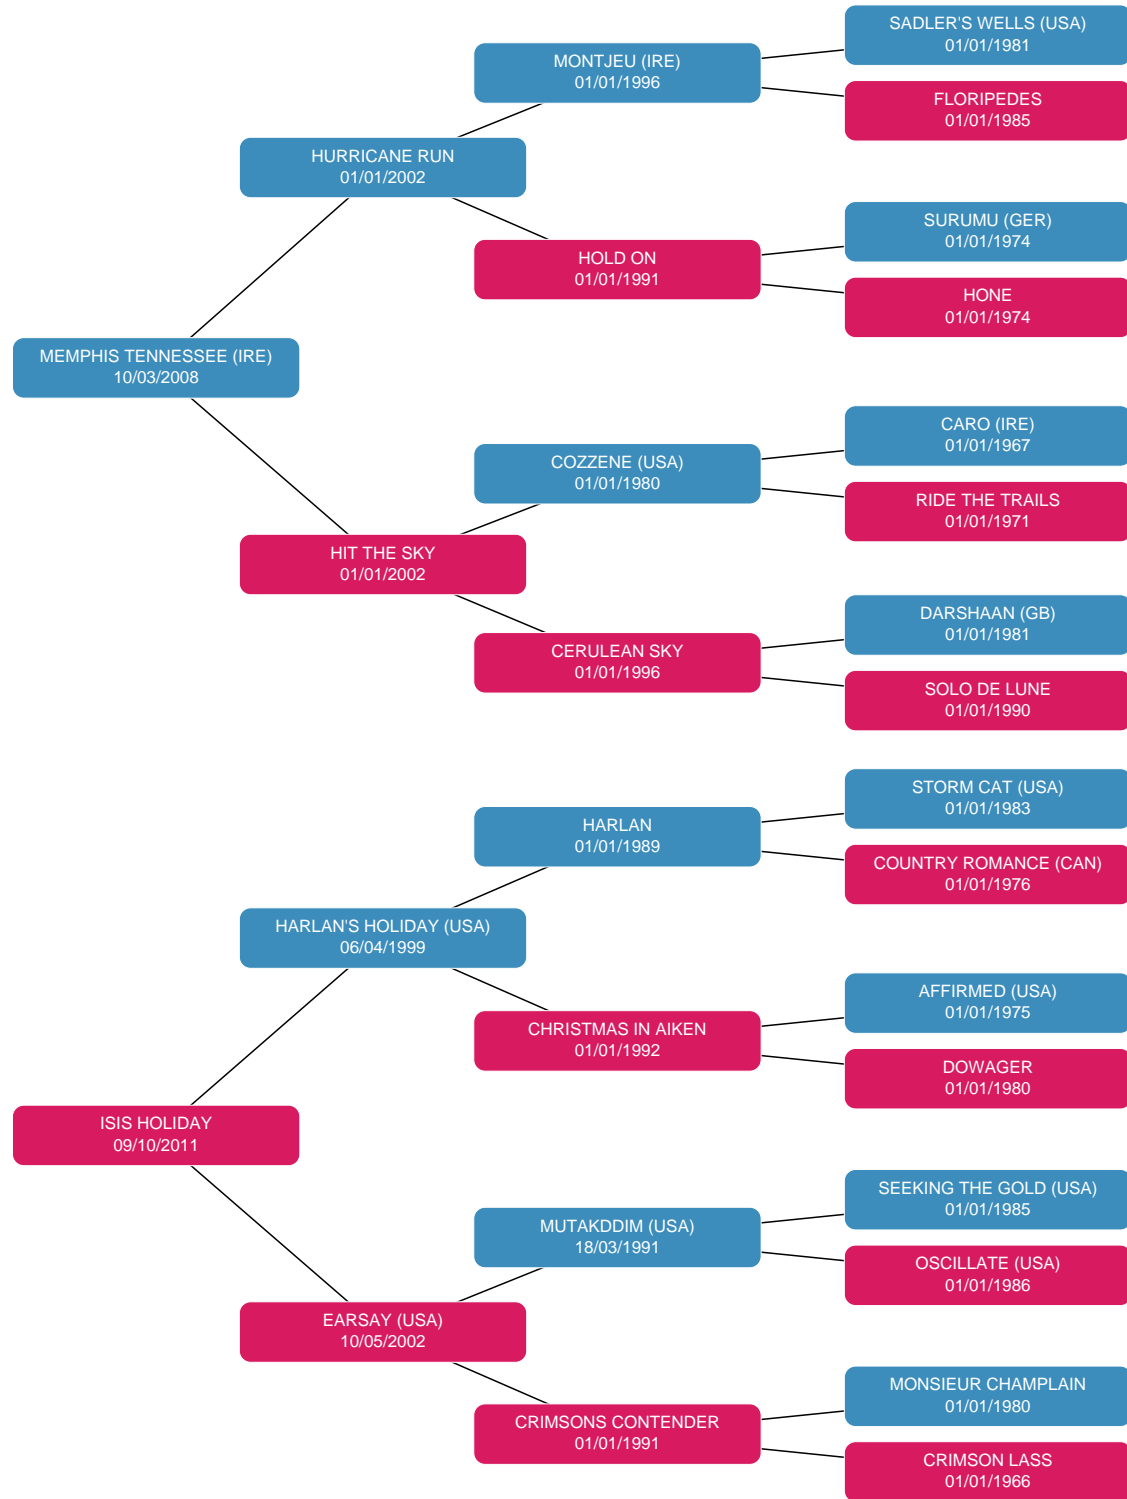 SADLER'S WELLS (USA)
01/01/1981
MONTJEU (IRE)
01/01/1996
FLORIPEDES
01/01/1985
HURRICANE RUN
01/01/2002
SURUMU (GER)
01/01/1974
HOLD ON
01/01/1991
HONE
01/01/1974
MEMPHIS TENNESSEE (IRE)
10/03/2008
CARO (IRE)
01/01/1967
COZZENE (USA)
01/01/1980
RIDE THE TRAILS
01/01/1971
HIT THE SKY
01/01/2002
DARSHAAN (GB)
01/01/1981
CERULEAN SKY
01/01/1996
SOLO DE LUNE
01/01/1990
STORM CAT (USA)
01/01/1983
HARLAN
01/01/1989
COUNTRY ROMANCE (CAN)
01/01/1976
HARLAN'S HOLIDAY (USA)
06/04/1999
AFFIRMED (USA)
01/01/1975
CHRISTMAS IN AIKEN
01/01/1992
DOWAGER
01/01/1980
ISIS HOLIDAY
09/10/2011
SEEKING THE GOLD (USA)
01/01/1985
MUTAKDDIM (USA)
18/03/1991
OSCILLATE (USA)
01/01/1986
EARSAY (USA)
10/05/2002
MONSIEUR CHAMPLAIN
01/01/1980
CRIMSONS CONTENDER
01/01/1991
CRIMSON LASS
01/01/1966